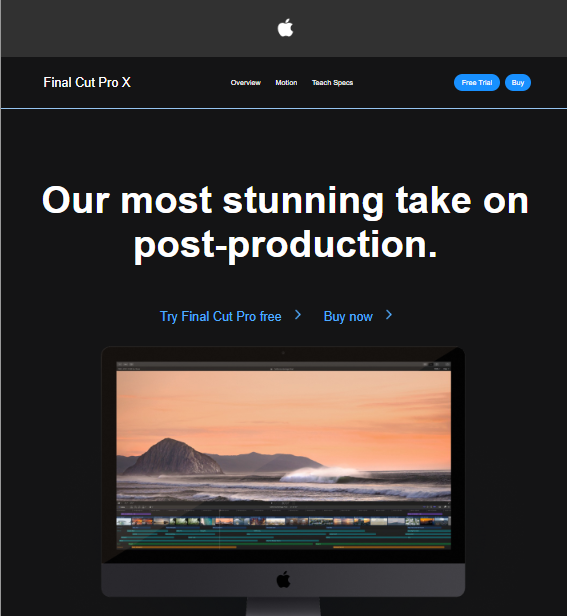 Final Cut Pro X
Overview Motion Teach Specs
Free Trial Buy
Our most stunning take on
post-production.
Try Final Cut Pro free Buy now